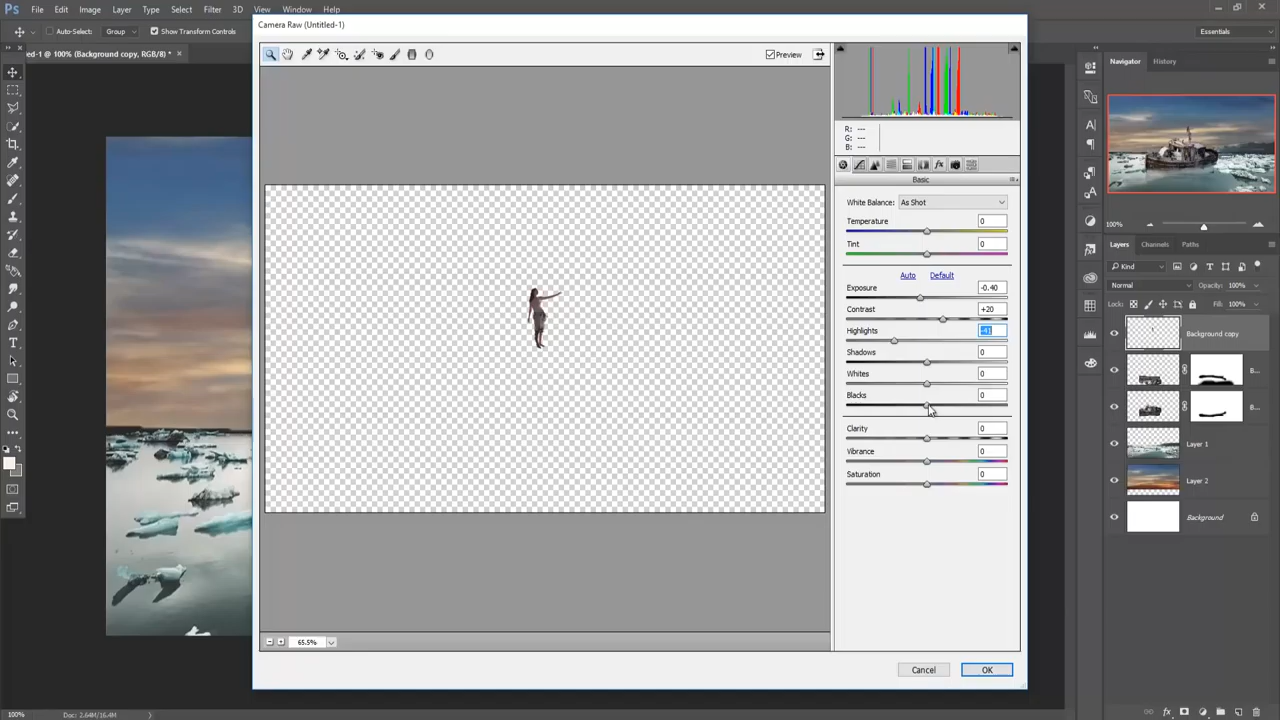 Ps File Edit Image Layer Type Select Filter 3D View Window Help
Camera Raw (Untitled-1)
Auto-Select: Group Show Transform Controls
Essentials
ed-1 @ 100% (Background copy, RGB/8) * ×
Preview
Navigator History
R: ---
G: ---
B: ---
Basic
White Balance: As Shot
Temperature 0
Tint 0
Auto Default
Exposure -0.40
Contrast +20
Highlights -41
Shadows 0
Whites 0
Blacks 0
Clarity 0
Vibrance 0
Saturation 0
100%
Layers Channels Paths
Kind
Normal Opacity: 100%
Lock: Fill: 100%
Background copy
B...
B...
Layer 1
Layer 2
Background
65.5%
Cancel OK
100% Doc: 2.64M/16.4M